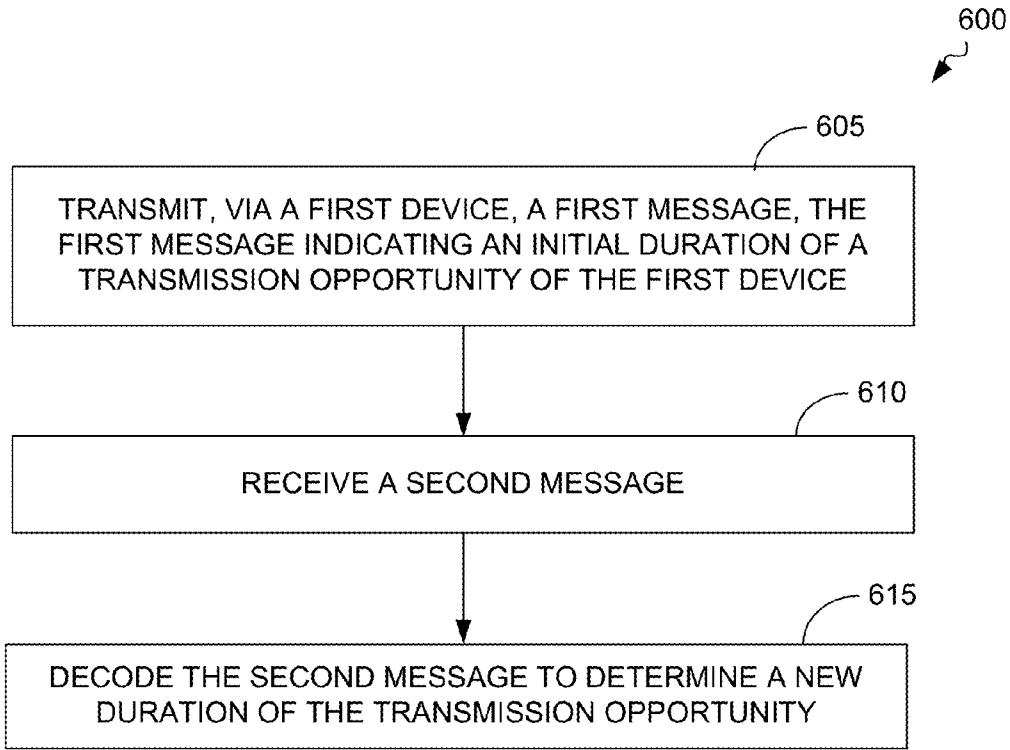 600
605
TRANSMIT, VIA A FIRST DEVICE, A FIRST MESSAGE, THE
FIRST MESSAGE INDICATING AN INITIAL DURATION OF A
TRANSMISSION OPPORTUNITY OF THE FIRST DEVICE
610
RECEIVE A SECOND MESSAGE
615
DECODE THE SECOND MESSAGE TO DETERMINE A NEW
DURATION OF THE TRANSMISSION OPPORTUNITY